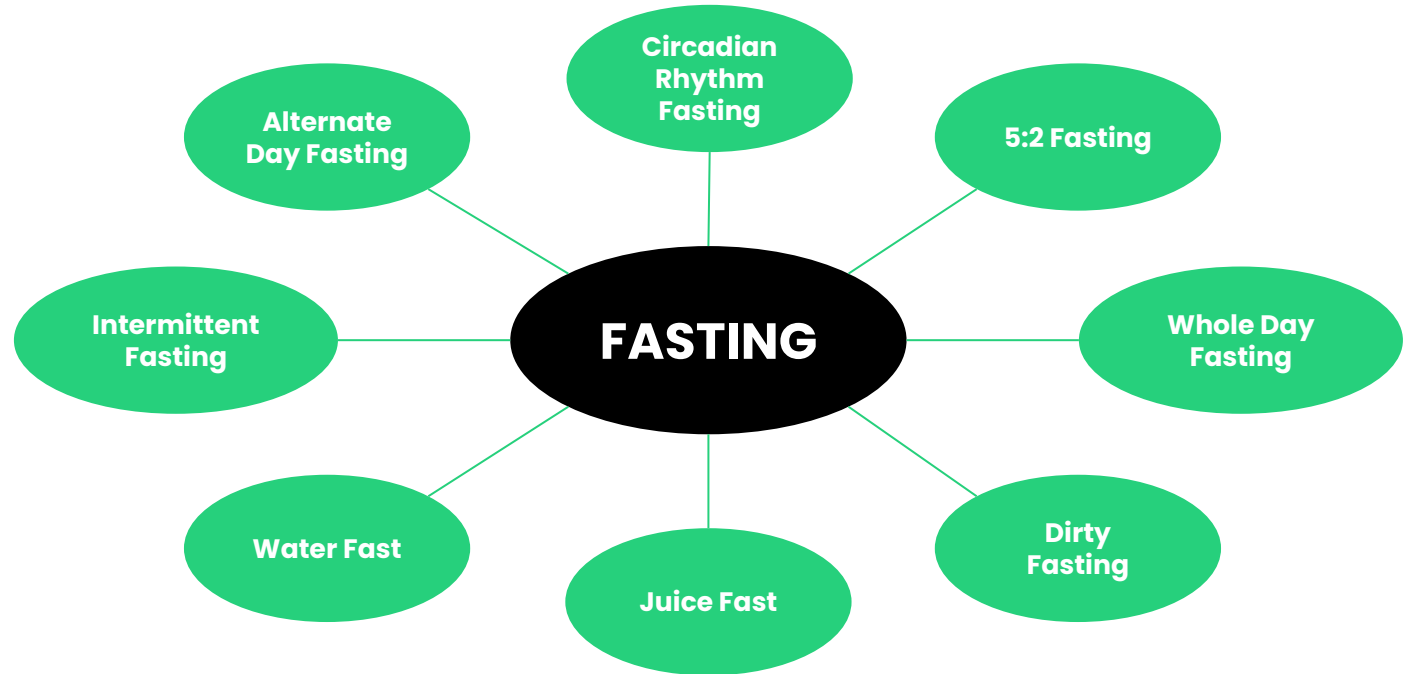 Circadian
Rhythm
Fasting
Alternate
Day Fasting
5:2 Fasting
Intermittent
Fasting
FASTING
Whole Day
Fasting
Water Fast
Dirty
Fasting
Juice Fast